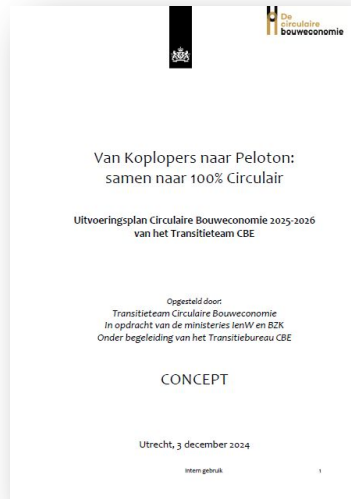 De
circulaire
bouweconomie
Van Koplopers naar Peloton:
samen naar 100% Circulair
Uitvoeringsplan Circulaire Bouweconomie 2025-2026
van het Transitieteam CBE
Opgesteld door:
Transitieteam Circulaire Bouweconomie
In opdracht van de ministeries IenW en BZK
Onder begeleiding van het Transitiebureau CBE
CONCEPT
Utrecht, 3 december 2024
Intern gebruik 1